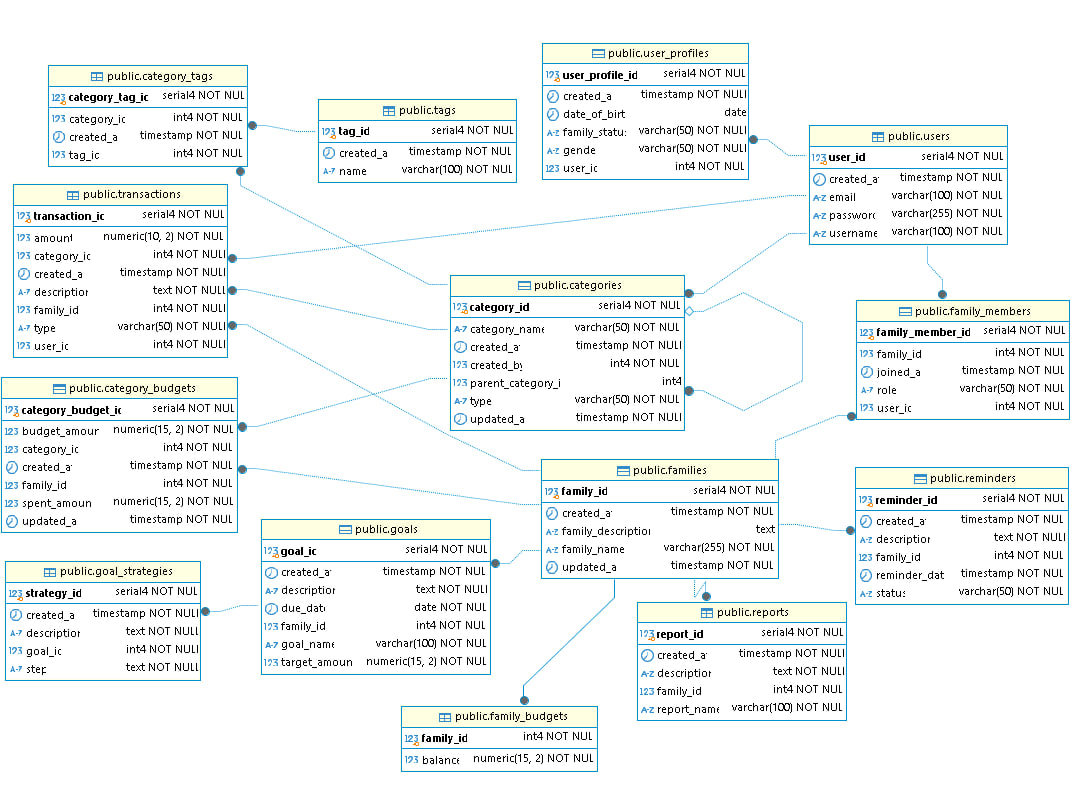 public.category_tags
123 category_tag_ic serial4 NOT NUL
123 category_ic int4 NOT NUL
created_a timestamp NOT NUL
123 tag_ic int4 NOT NUL
public.tags
123 tag_id serial4 NOT NUL
created_a timestamp NOT NUL
A-Z name varchar(100) NOT NUL
public.user_profiles
123 user_profile_id serial4 NOT NUL
created_a timestamp NOT NULI
date_of_birt date
A-Z family_statu: varchar(50) NOT NULI
A-Z gende varchar(50) NOT NULI
123 user_ic int4 NOT NUL
public.users
123 user_id serial4 NOT NUL
created_a timestamp NOT NUL
A-Z email varchar(100) NOT NUL
A-Z password varchar(255) NOT NUL
A-Z username varchar(100) NOT NUL
public.transactions
123 transaction_ic serial4 NOT NUL
123 amount numeric(10, 2) NOT NUL
123 category_ic int4 NOT NULI
created_a timestamp NOT NUL
A-Z description text NOT NUL
123 family_id int4 NOT NUL
A-Z type varchar(50) NOT NUL
123 user_ic int4 NOT NUL
public.categories
123 category_id serial4 NOT NUL
A-Z category_name varchar(50) NOT NUL
created_a timestamp NOT NUL
123 created_by int4 NOT NUL
123 parent_category_i int4
A-Z type varchar(50) NOT NUL
updated_a timestamp NOT NUL
public.family_members
123 family_member_id serial4 NOT NUL
123 family_id int4 NOT NUL
joined_a timestamp NOT NUL
A-Z role varchar(50) NOT NUL
123 user_ic int4 NOT NUL
public.category_budgets
123 category_budget_ic serial4 NOT NUL
123 budget_amour numeric(15, 2) NOT NUL
123 category_ic int4 NOT NUL
created_a timestamp NOT NUL
123 family_id int4 NOT NUL
123 spent_amoun numeric(15, 2) NOT NUL
updated_a timestamp NOT NUL
public.families
123 family_id serial4 NOT NUL
created_a timestamp NOT NUL
A-Z family_description text
A-Z family_name varchar(255) NOT NUL
updated_a timestamp NOT NUL
public.reminders
123 reminder_id serial4 NOT NUL
created_a timestamp NOT NUL
A-Z description text NOT NULI
123 family_id int4 NOT NUL
reminder_dat timestamp NOT NUL
A-Z status varchar(50) NOT NUL
public.goals
123 goal_ic serial4 NOT NUL
created_a timestamp NOT NUL
A-Z description text NOT NUL
due_date date NOT NUL
123 family_id int4 NOT NUL
A-Z goal_name varchar(100) NOT NUL
123 target_amoun numeric(15, 2) NOT NUL
public.goal_strategies
123 strategy_id serial4 NOT NUL
created_a timestamp NOT NULI
A-Z description text NOT NUL
123 goal_ic int4 NOT NUL
A-Z step text NOT NULL
public.reports
123 report_id serial4 NOT NUL
created_a timestamp NOT NULI
A-Z description text NOT NUL
123 family_id int4 NOT NUL
A-Z report_name varchar(100) NOT NUL
public.family_budgets
123 family_id int4 NOT NUL
123 balance numeric(15, 2) NOT NUL